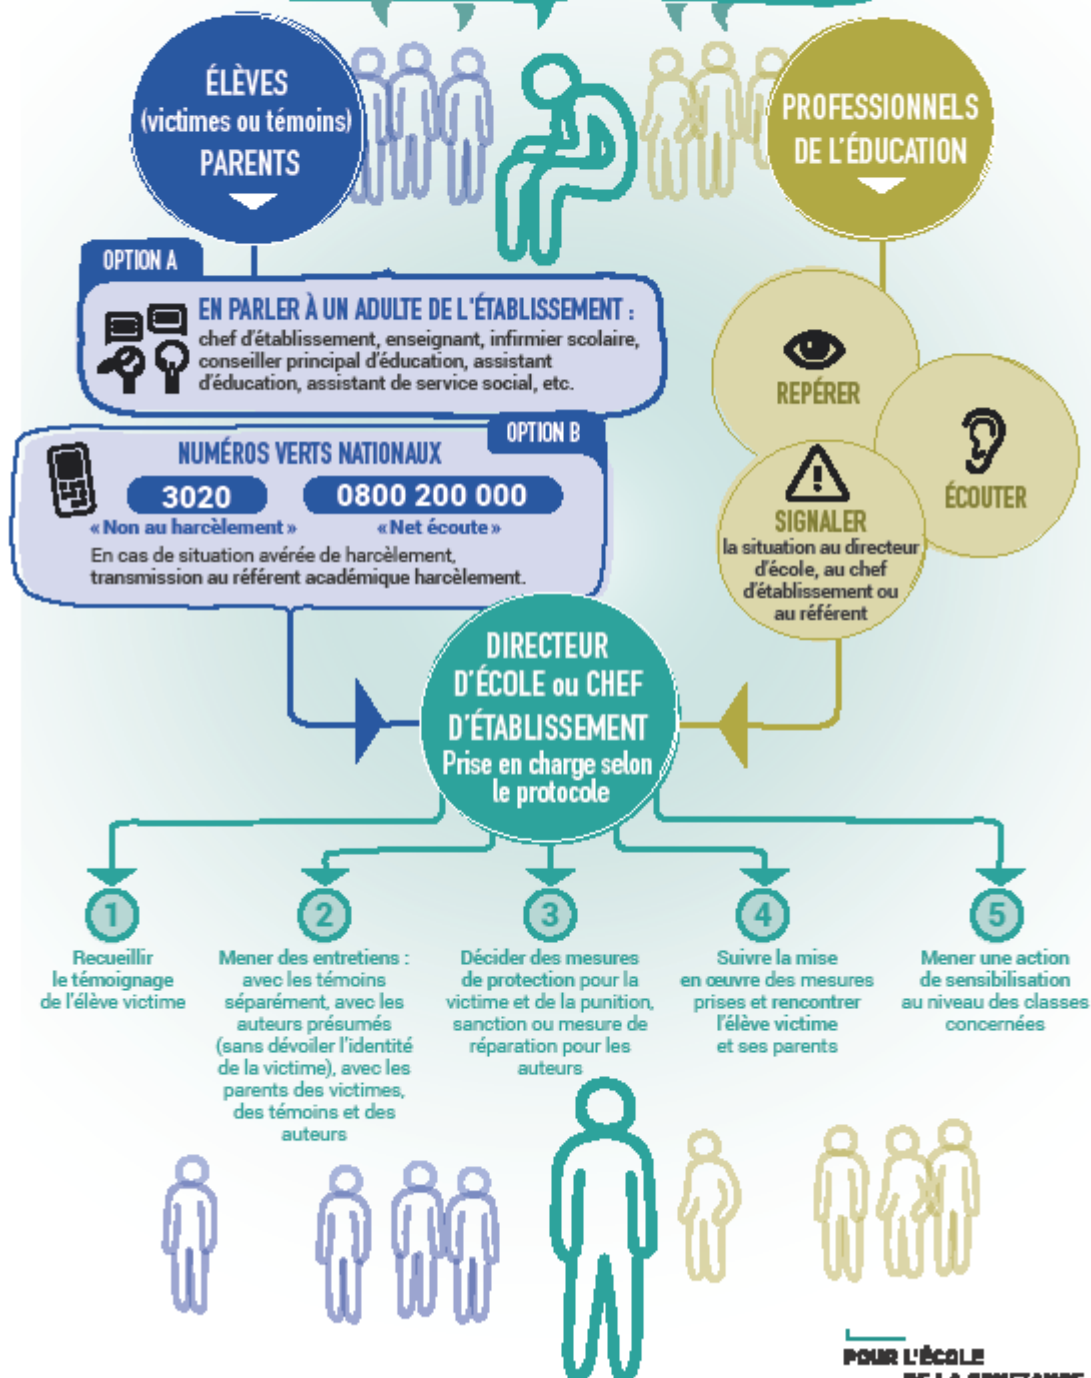 ÉLÈVES
(victimes ou témoins)
PARENTS
PROFESSIONNELS
DE L'ÉDUCATION
OPTION A
EN PARLER À UN ADULTE DE L'ÉTABLISSEMENT :
chef d'établissement, enseignant, infirmier scolaire,
conseiller principal d'éducation, assistant
d'éducation, assistant de service social, etc.
OPTION B
NUMÉROS VERTS NATIONAUX
3020
0800 200 000
« Non au harcèlement »
« Net écoute »
En cas de situation avérée de harcèlement,
transmission au référent académique harcèlement.
REPÉRER
ÉCOUTER
SIGNALER
la situation au directeur
d'école, au chef
d'établissement ou
au référent
DIRECTEUR
D'ÉCOLE ou CHEF
D'ÉTABLISSEMENT
Prise en charge selon
le protocole
1
Recueillir
le témoignage
de l'élève victime
2
Mener des entretiens :
avec les témoins
séparément, avec les
auteurs présumés
(sans dévoiler l'identité
de la victime), avec les
parents des victimes,
des témoins et des
auteurs
3
Décider des mesures
de protection pour la
victime et de la punition,
sanction ou mesure de
réparation pour les
auteurs
4
Suivre la mise
en œuvre des mesures
prises et rencontrer
l'élève victime
et ses parents
5
Mener une action
de sensibilisation
au niveau des classes
concernées
POUR L'ÉCOLE
DE LA